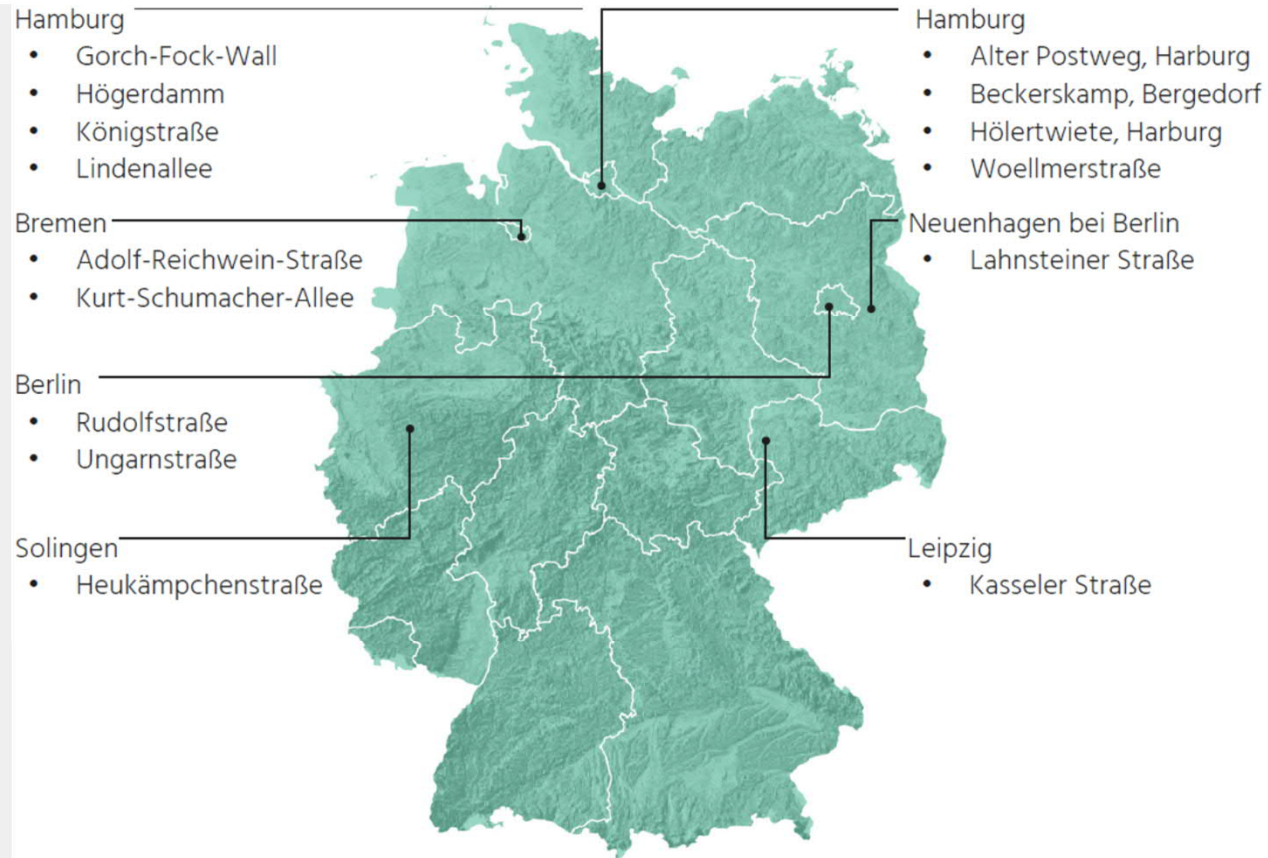 Hamburg
• Gorch-Fock-Wall
• Högerdamm
• Königstraße
• Lindenallee
Bremen
• Adolf-Reichwein-Straße
• Kurt-Schumacher-Allee
Berlin
• Rudolfstraße
• Ungarnstraße
Solingen
• Heukämpchenstraße
Hamburg
• Alter Postweg, Harburg
• Beckerskamp, Bergedorf
• Hölertwiete, Harburg
• Woellmerstraße
Neuenhagen bei Berlin
• Lahnsteiner Straße
Leipzig
• Kasseler Straße